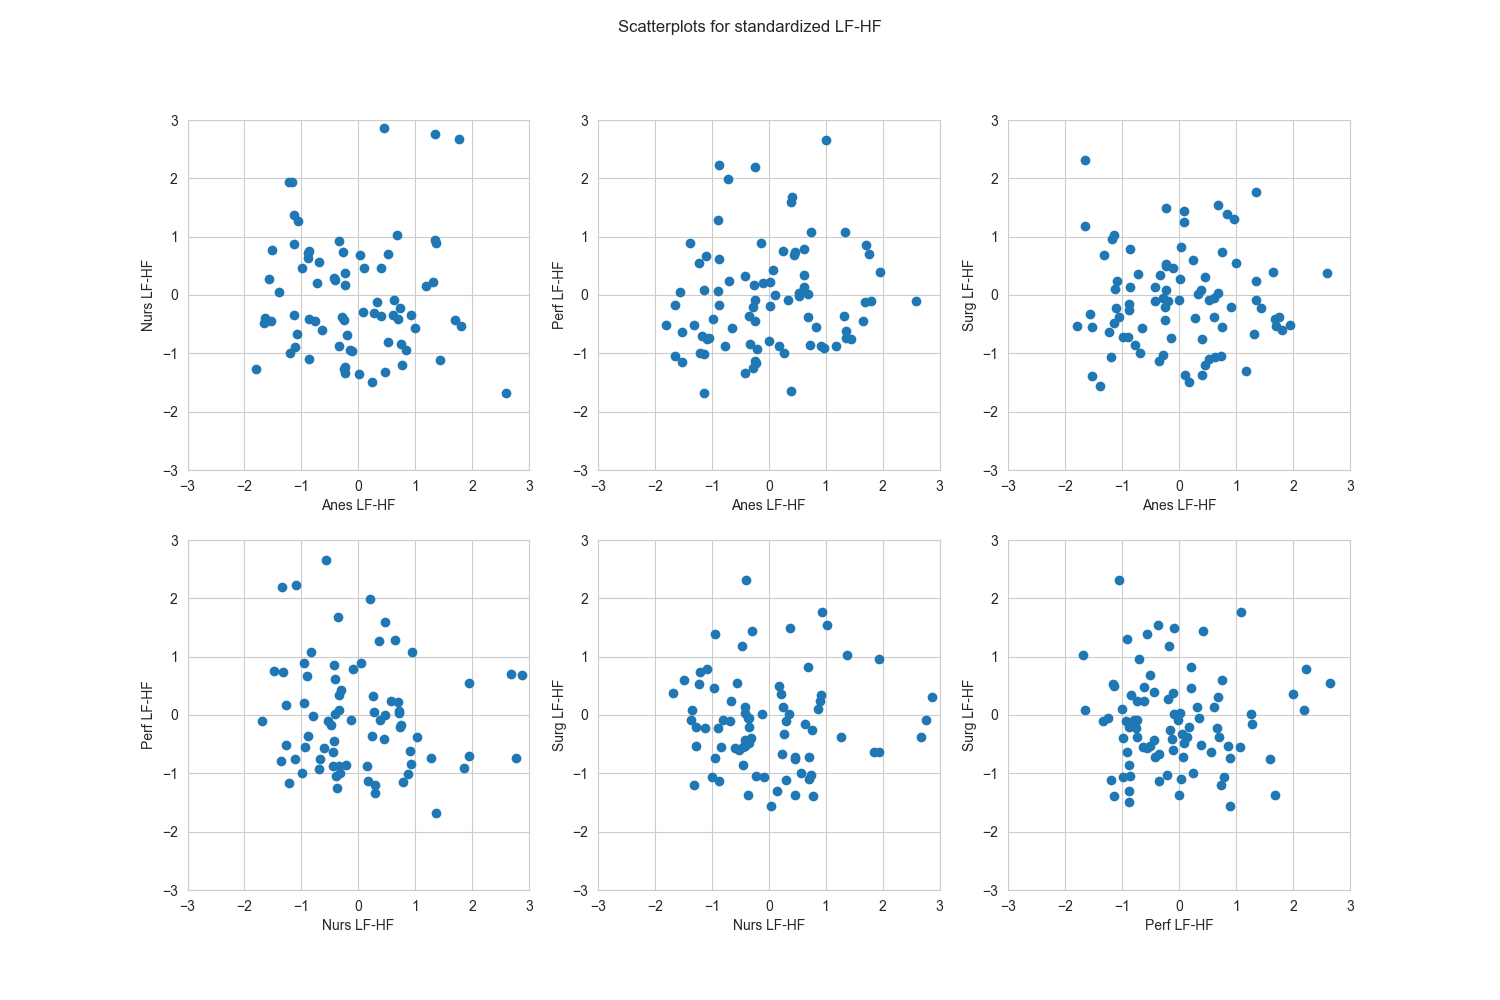 Scatterplots for standardized LF-HF
3
2
1
0
−1
−2
−3
Nurs LF-HF
−3 −2 −1 0 1 2 3
Anes LF-HF
3
2
1
0
−1
−2
−3
Perf LF-HF
−3 −2 −1 0 1 2 3
Anes LF-HF
3
2
1
0
−1
−2
−3
Surg LF-HF
−3 −2 −1 0 1 2 3
Anes LF-HF
3
2
1
0
−1
−2
−3
Perf LF-HF
−3 −2 −1 0 1 2 3
Nurs LF-HF
3
2
1
0
−1
−2
−3
Surg LF-HF
−3 −2 −1 0 1 2 3
Nurs LF-HF
3
2
1
0
−1
−2
−3
Surg LF-HF
−3 −2 −1 0 1 2 3
Perf LF-HF